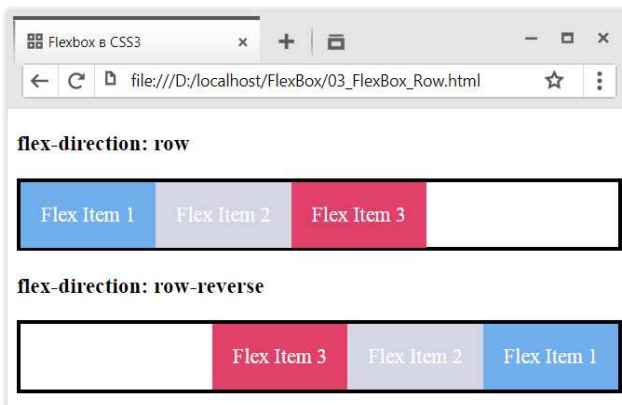 Flexbox в CSS3
file:///D:/localhost/FlexBox/03_FlexBox_Row.html
flex-direction: row
Flex Item 1 Flex Item 2 Flex Item 3
flex-direction: row-reverse
Flex Item 3 Flex Item 2 Flex Item 1